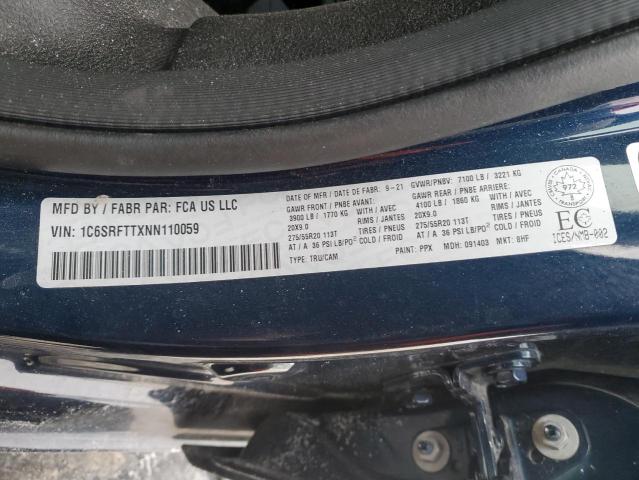 MFD BY / FABR PAR: FCA US LLC
VIN: 1C6SRFTTXNN110059
TYPE: TRU/CAM
DATE OF MFR / DATE DE FABR: 9-21
GAWR FRONT / PNBE AVANT:
3900 LB / 1770 KG WITH / AVEC
20X9.0 RIMS / JANTES
275/55R20 113T TIRES / PNEUS
AT / A 36 PSI LB/PO² COLD / FROID
GVWR/PNBV: 7100 LB / 3221 KG
GAWR REAR / PNBE ARRIERE:
4100 LB / 1860 KG WITH / AVEC
20X9.0 RIMS / JANTES
275/55R20 113T TIRES / PNEUS
AT / A 36 PSI LB/PO² COLD / FROID
PAINT: PPX MDH: 091403 MKT: 8HF
CANADA
972
EC
ICES/NMB-002